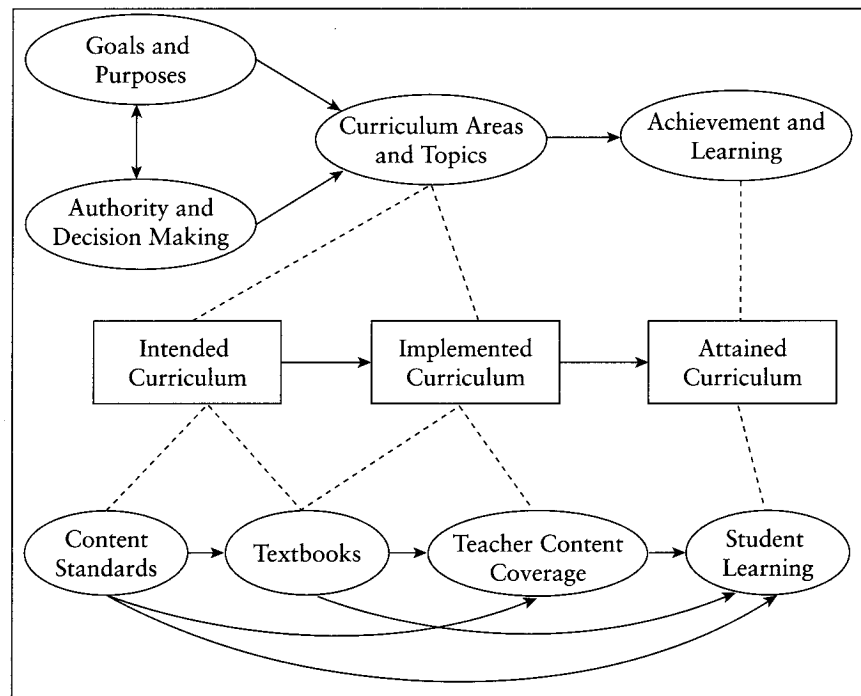 Goals and
Purposes
Curriculum Areas
and Topics
Achievement and
Learning
Authority and
Decision Making
Intended
Curriculum
Implemented
Curriculum
Attained
Curriculum
Content
Standards
Textbooks
Teacher Content
Coverage
Student
Learning